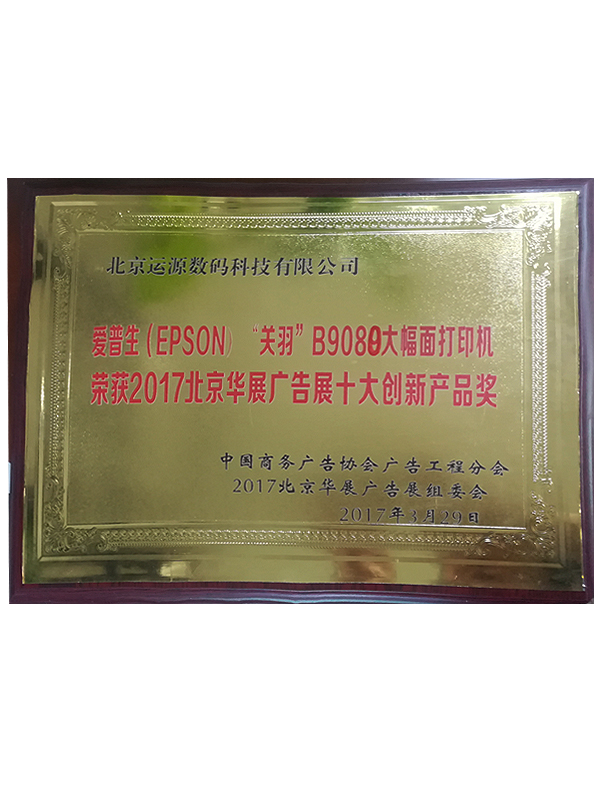 北京运源数码科技有限公司
爱普生(EPSON) “关羽”B9080大幅面打印机
荣获2017北京华展广告展十大创新产品奖
中国商务广告协会广告工程分会
2017北京华展广告展组委会
2017年3月29日